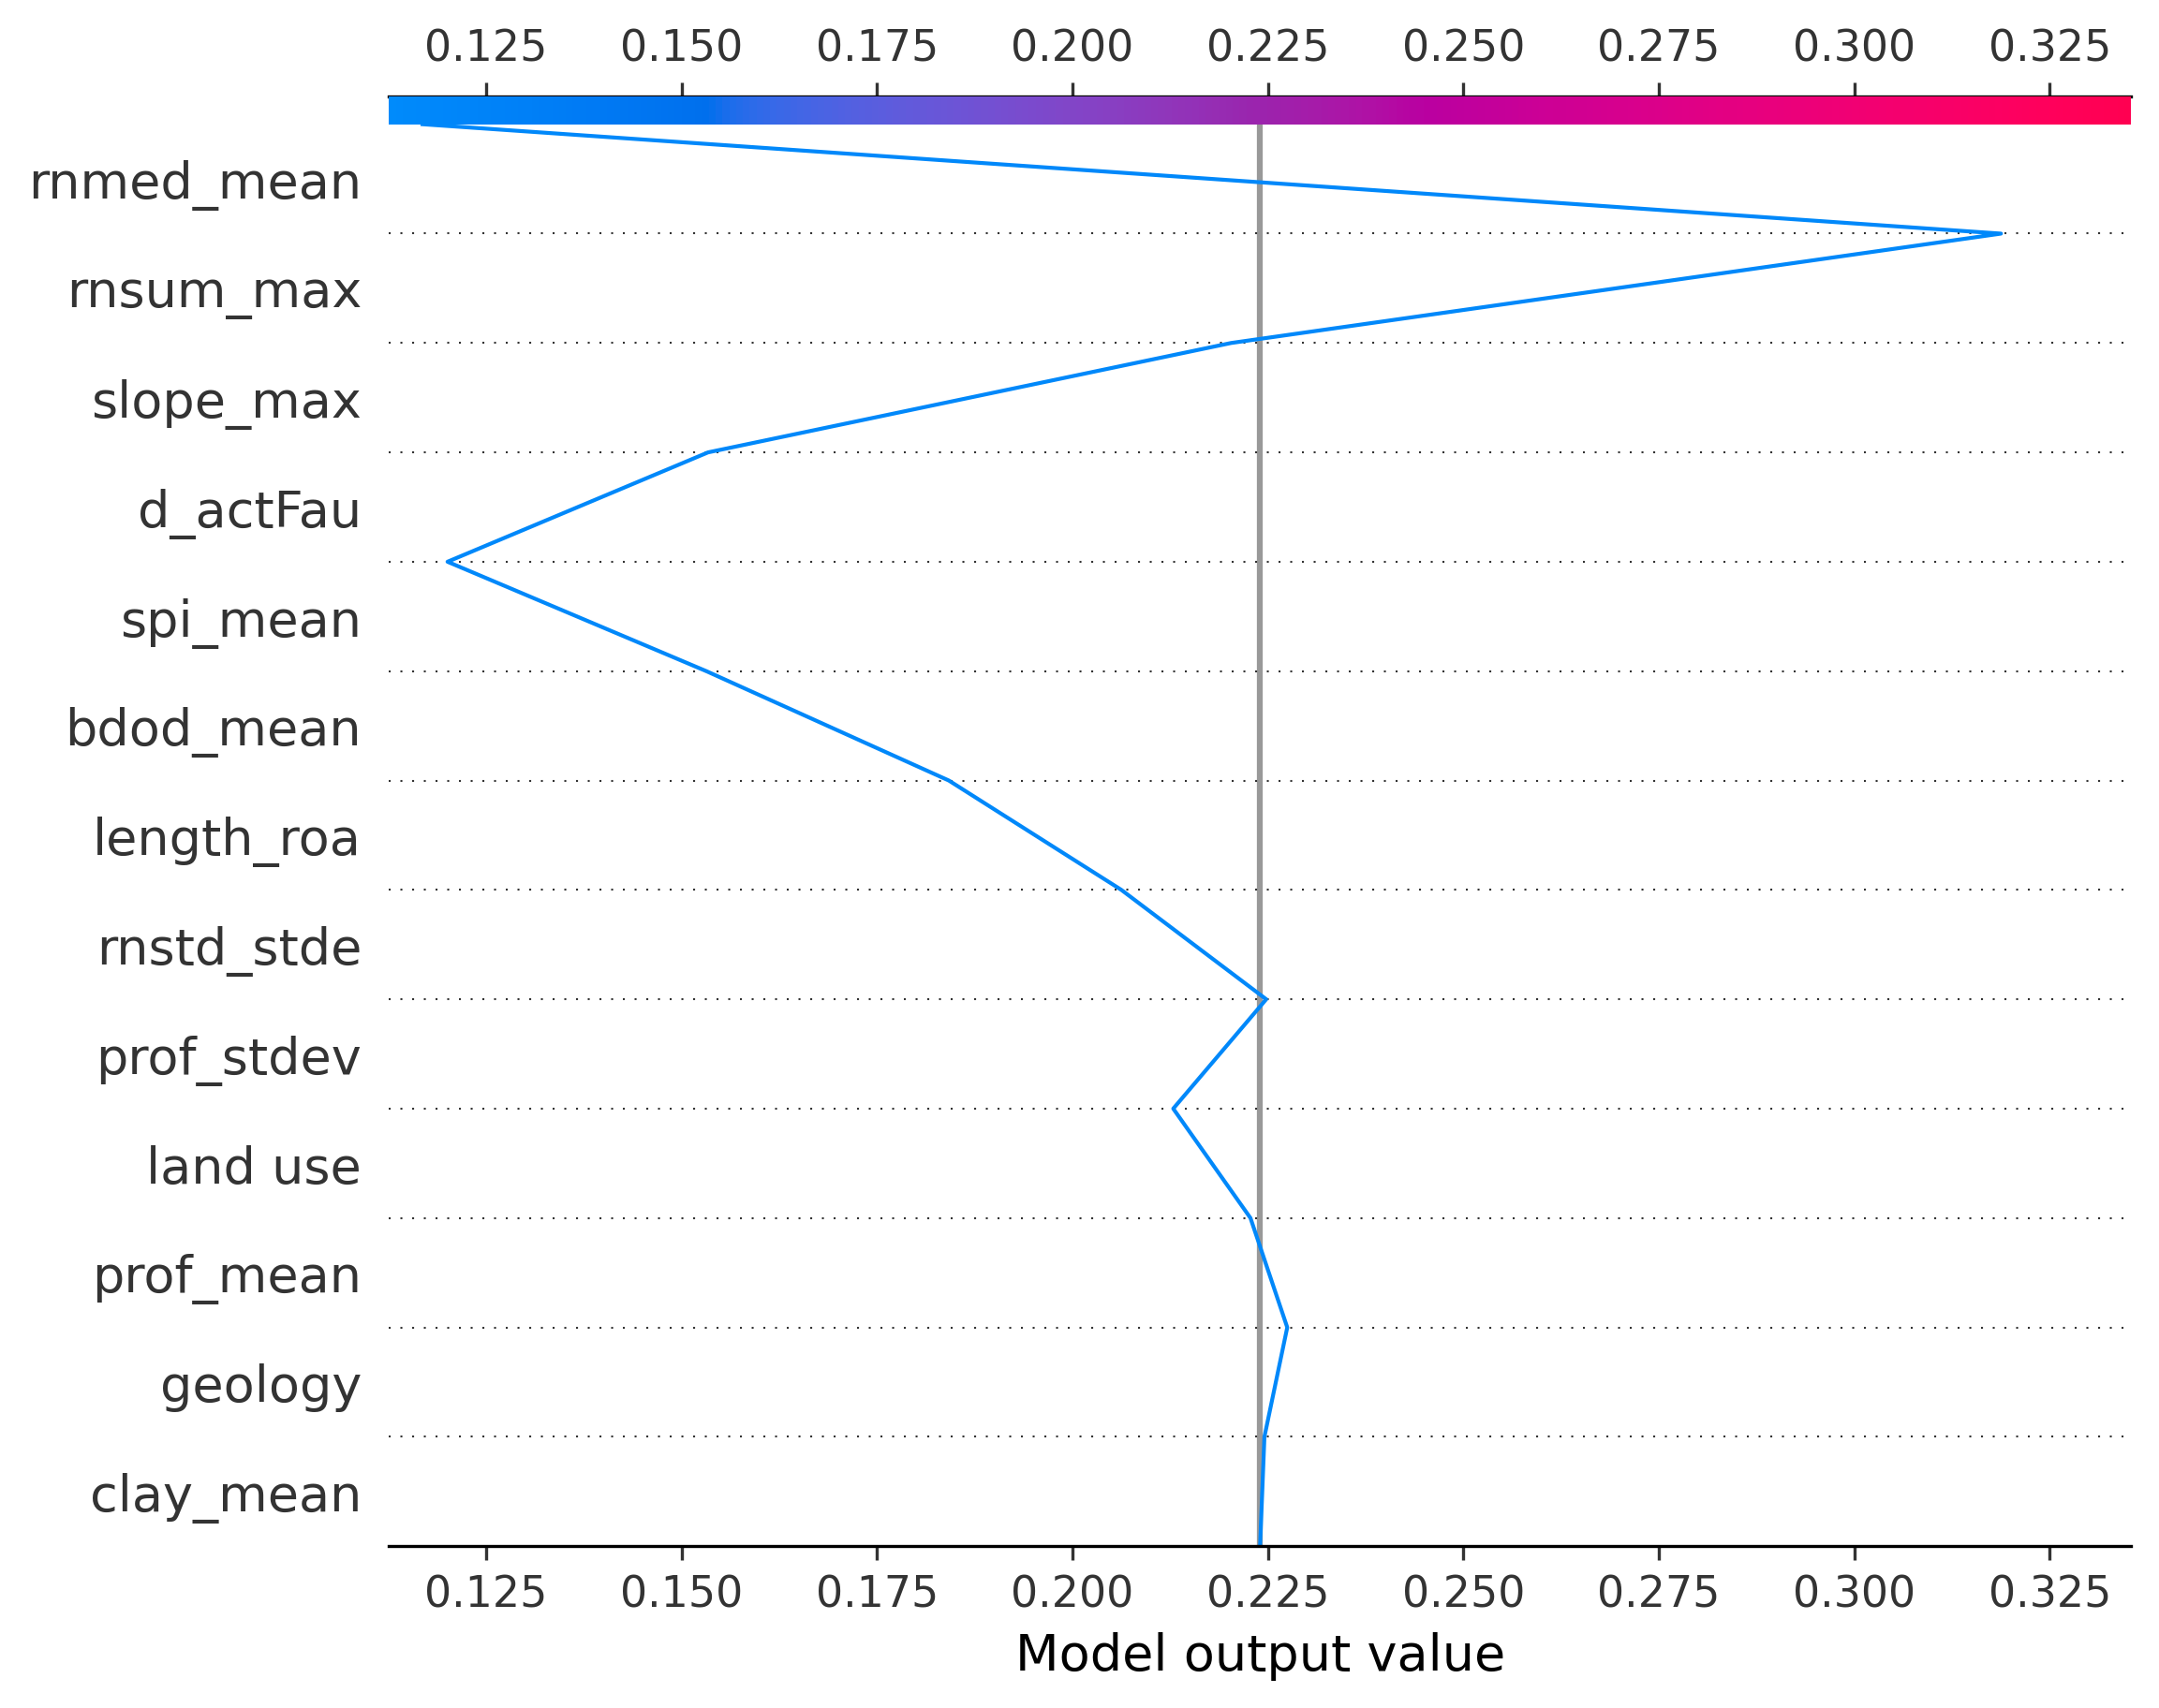 0.125 0.150 0.175 0.200 0.225 0.250 0.275 0.300 0.325
rnmed_mean
rnsum_max
slope_max
d_actFau
spi_mean
bdod_mean
length_roa
rnstd_stde
prof_stdev
land use
prof_mean
geology
clay_mean
0.125 0.150 0.175 0.200 0.225 0.250 0.275 0.300 0.325
Model output value